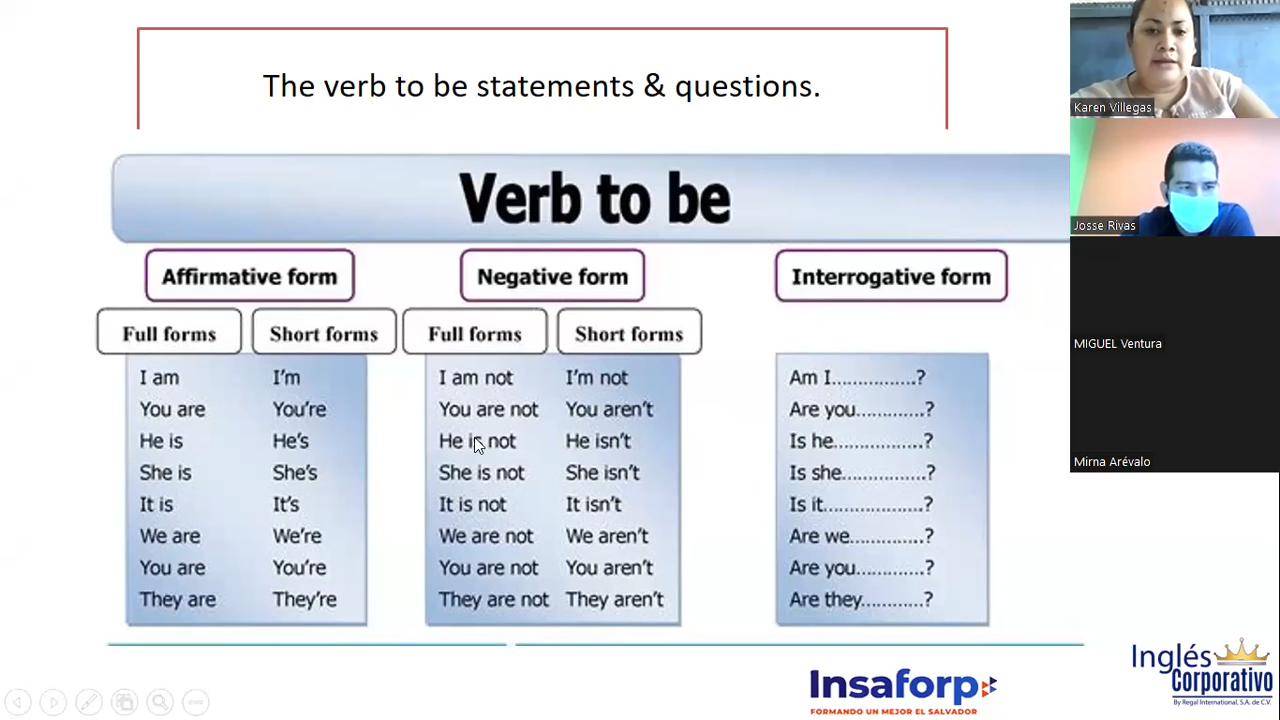 The verb to be statements & questions.
Verb to be
Affirmative form
Negative form
Interrogative form
Full forms
Short forms
Full forms
Short forms
I am I'm I am not I'm not Am I................?
You are You're You are not You aren't Are you.............?
He is He's He is not He isn't Is he..................?
She is She's She is not She isn't Is she.................?
It is It's It is not It isn't Is it....................?
We are We're We are not We aren't Are we..............?
You are You're You are not You aren't Are you.............?
They are They're They are not They aren't Are they............?
Karen Villegas
Josse Rivas
MIGUEL Ventura
Mirna Arévalo
Insaforp
FORMANDO UN MEJOR EL SALVADOR
Inglés
Corporativo
By Regal International, S.A. de C.V.